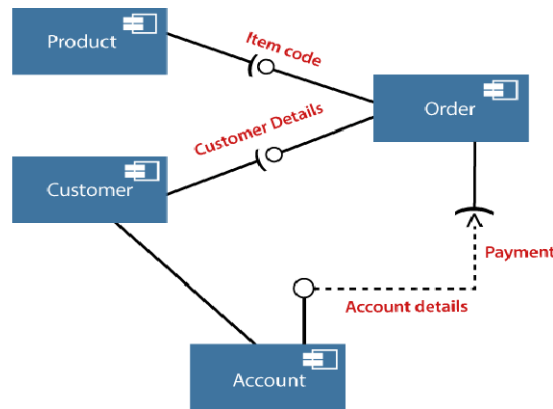 Product
Item code
Order
Customer Details
Customer
Payment
Account details
Account